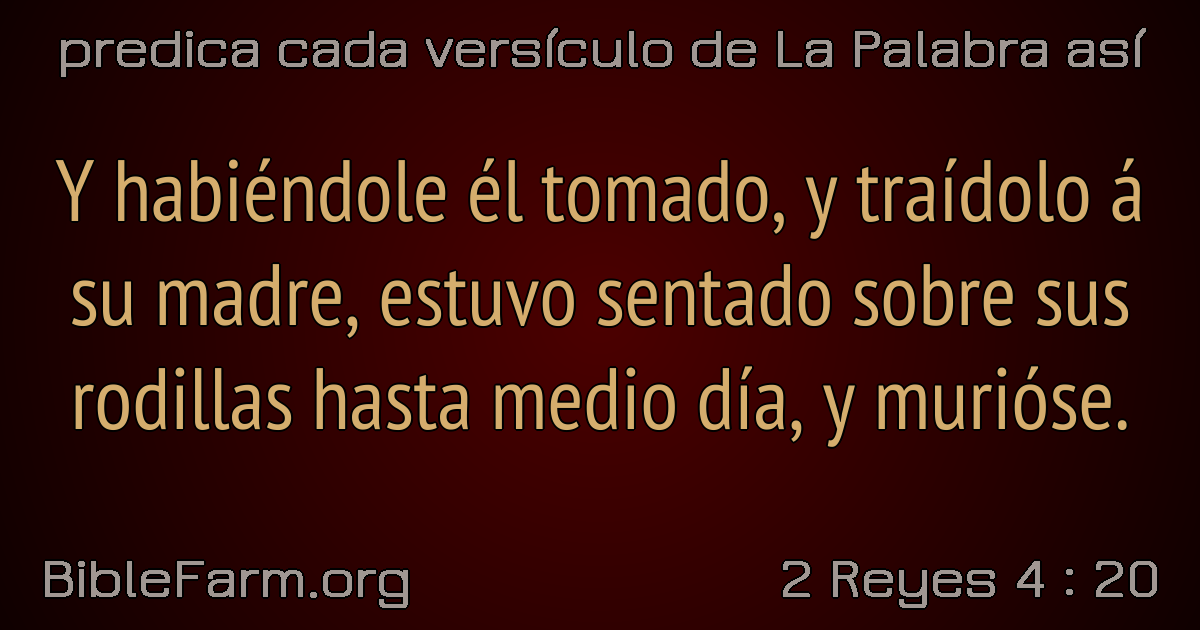 predica cada versículo de La Palabra así
Y habiéndole él tomado, y traídolo á
su madre, estuvo sentado sobre sus
rodillas hasta medio día, y murióse.
BibleFarm.org
2 Reyes 4 : 20